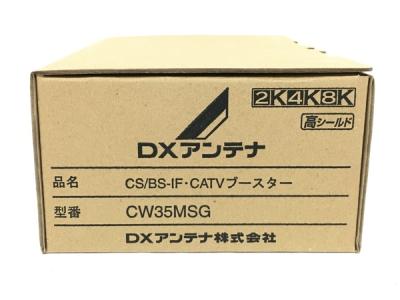 2K4K8K
高シールド
DXアンテナ
品名 CS/BS-IF・CATVブースター
型番 CW35MSG
DXアンテナ株式会社